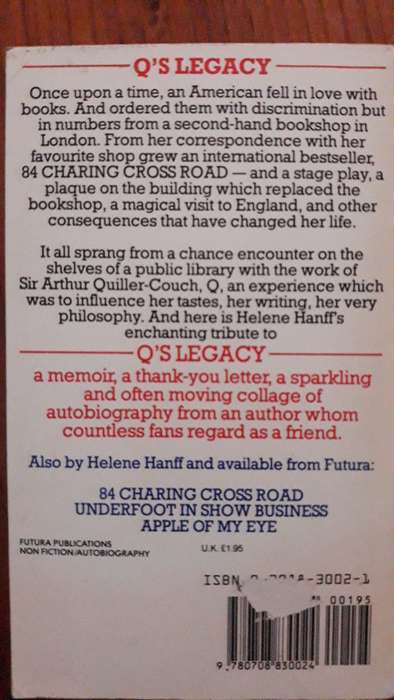 Q'S LEGACY
Once upon a time, an American fell in love with
books. And ordered them with discrimination but
in numbers from a second-hand bookshop in
London. From her correspondence with her
favourite shop grew an international bestseller,
84 CHARING CROSS ROAD — and a stage play, a
plaque on the building which replaced the
bookshop, a magical visit to England, and other
consequences that have changed her life.
It all sprang from a chance encounter on the
shelves of a public library with the work of
Sir Arthur Quiller-Couch, Q, an experience which
was to influence her tastes, her writing, her very
philosophy. And here is Helene Hanff's
enchanting tribute to
Q'S LEGACY
a memoir, a thank-you letter, a sparkling
and often moving collage of
autobiography from an author whom
countless fans regard as a friend.
Also by Helene Hanff and available from Futura:
84 CHARING CROSS ROAD
UNDERFOOT IN SHOW BUSINESS
APPLE OF MY EYE
FUTURA PUBLICATIONS
NON FICTION/AUTOBIOGRAPHY
U.K. £1.95
ISBN -3002-1
00195
9 780708 830024